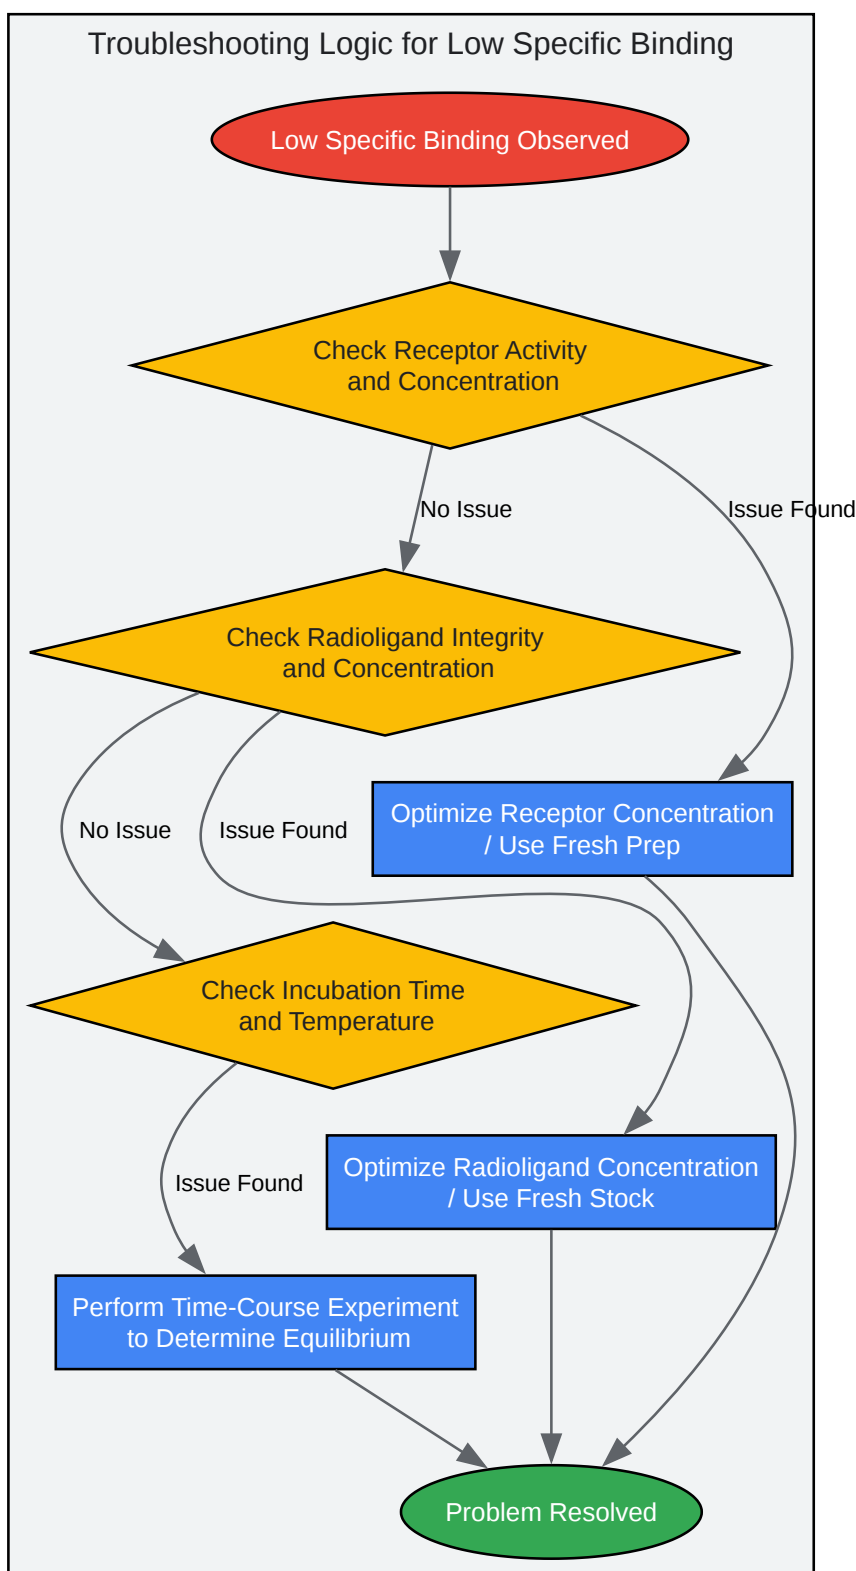 Troubleshooting Logic for Low Specific Binding
Low Specific Binding Observed
Check Receptor Activity
and Concentration
No Issue
Issue Found
Check Radioligand Integrity
and Concentration
Optimize Receptor Concentration
/ Use Fresh Prep
No Issue
Issue Found
Check Incubation Time
and Temperature
Optimize Radioligand Concentration
/ Use Fresh Stock
Issue Found
Perform Time-Course Experiment
to Determine Equilibrium
Problem Resolved